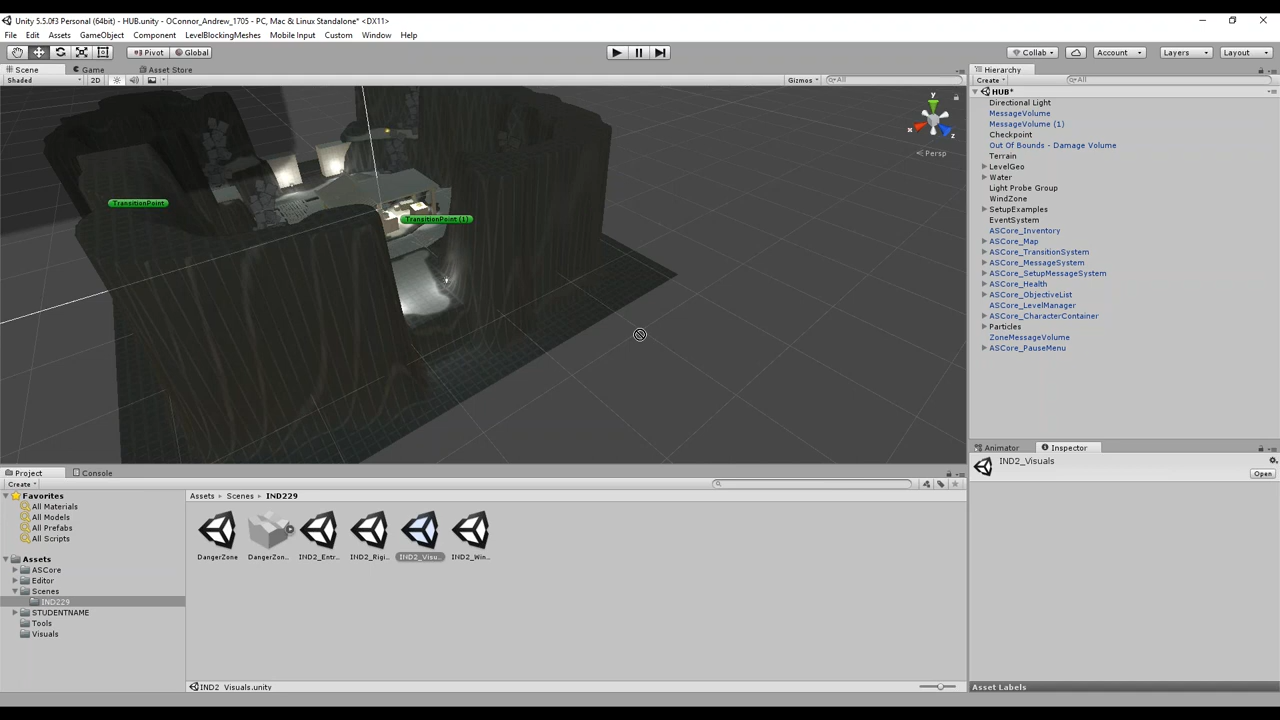 Unity 5.5.0f3 Personal (64bit) - HUB.unity - OConnor_Andrew_1705 - PC, Mac & Linux Standalone* <DX11>
File Edit Assets GameObject Component LevelBlockingMeshes Mobile Input Custom Window Help
Pivot Global Collab Account Layers Layout
Scene Game Asset Store
Shaded 2D Gizmos All
y
x
z
Persp
TransitionPoint
TransitionPoint (1)
Hierarchy
Create All
HUB*
Directional Light
MessageVolume
MessageVolume (1)
Checkpoint
Out Of Bounds - Damage Volume
Terrain
LevelGeo
Water
Light Probe Group
WindZone
SetupExamples
EventSystem
ASCore_Inventory
ASCore_Map
ASCore_TransitionSystem
ASCore_MessageSystem
ASCore_SetupMessageSystem
ASCore_Health
ASCore_ObjectiveList
ASCore_LevelManager
ASCore_CharacterContainer
Particles
ZoneMessageVolume
ASCore_PauseMenu
Animator Inspector
IND2_Visuals
Open
Asset Labels
Project Console
Create
Favorites
All Materials
All Models
All Prefabs
All Scripts
Assets
ASCore
Editor
Scenes
IND229
STUDENTNAME
Tools
Visuals
Assets Scenes IND229
DangerZone DangerZon.. IND2_Entr.. IND2_Rigi.. IND2_Visu.. IND2_Win..
IND2_Visuals.unity